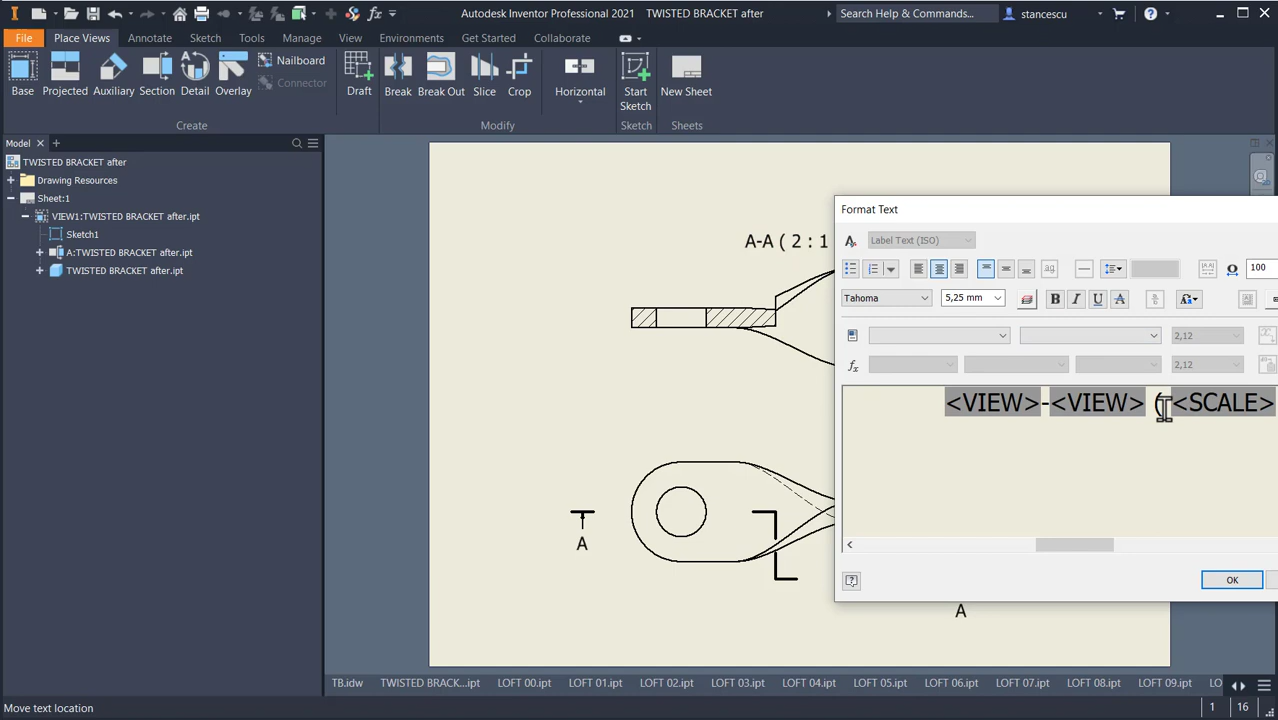 Autodesk Inventor Professional 2021 TWISTED BRACKET after
Search Help & Commands...
stancescu
File Place Views Annotate Sketch Tools Manage View Environments Get Started Collaborate
Base
Projected
Auxiliary
Section
Detail
Overlay
Nailboard
Connector
Draft
Break
Break Out
Slice
Crop
Horizontal
Start
Sketch
New Sheet
Create
Modify
Sketch
Sheets
Model
TWISTED BRACKET after
Drawing Resources
Sheet:1
VIEW1:TWISTED BRACKET after.ipt
Sketch1
A:TWISTED BRACKET after.ipt
TWISTED BRACKET after.ipt
A-A ( 2 : 1
A
A
Format Text
Label Text (ISO)
100
Tahoma
5,25 mm
B I U A
2,12
2,12
<VIEW>-<VIEW> ( <SCALE>
OK
TB.idw TWISTED BRACK...ipt LOFT 00.ipt LOFT 01.ipt LOFT 02.ipt LOFT 03.ipt LOFT 04.ipt LOFT 05.ipt LOFT 06.ipt LOFT 07.ipt LOFT 08.ipt LOFT 09.ipt
Move text location
1 16